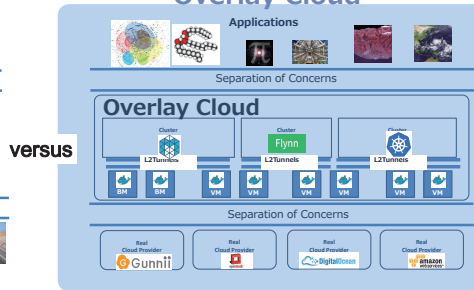 Overlay Cloud
Applications
Separation of Concerns
Overlay Cloud
Cluster
Cluster
Cluster
Flynn
versus
L2Tunnels
L2Tunnels
L2Tunnels
BM
BM
VM
VM
VM
VM
VM
VM
Separation of Concerns
Real
Cloud Provider
Real
Cloud Provider
Real
Cloud Provider
Real
Cloud Provider
Gunnii
openstack
DigitalOcean
amazon
webservices